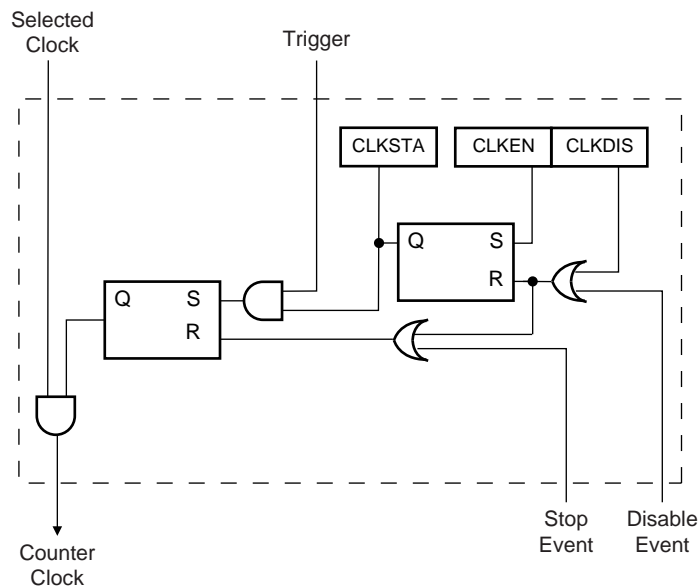 Selected
Clock
Trigger
CLKSTA
CLKEN
CLKDIS
Q
S
R
Q
S
R
Stop
Event
Disable
Event
Counter
Clock